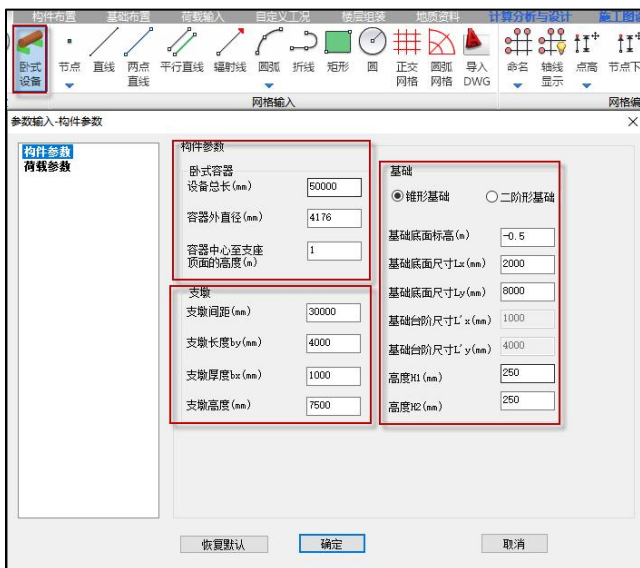 构件布置 基础布置 荷载输入 自定义工况 楼层组装 地质资料 计算分析与设计 施工图
卧式设备 节点 直线 两点直线 平行直线 辐射线 圆弧 折线 矩形 圆 正交网格 圆弧网格 导入DWG 命名 轴线显示 点高 节点下
网格输入 网格编
参数输入-构件参数
构件参数
荷载参数
构件参数
卧式容器
设备总长(mm) 50000
容器外直径(mm) 4176
容器中心至支座顶面的高度(m) 1
支墩
支墩间距(mm) 30000
支墩长度by(mm) 4000
支墩厚度bx(mm) 1000
支墩高度(mm) 7500
基础
锥形基础 二阶形基础
基础底面标高(m) -0.5
基础底面尺寸Lx(mm) 2000
基础底面尺寸Ly(mm) 8000
基础台阶尺寸L'x(mm) 1000
基础台阶尺寸L'y(mm) 4000
高度H1(mm) 250
高度H2(mm) 250
恢复默认 确定 取消